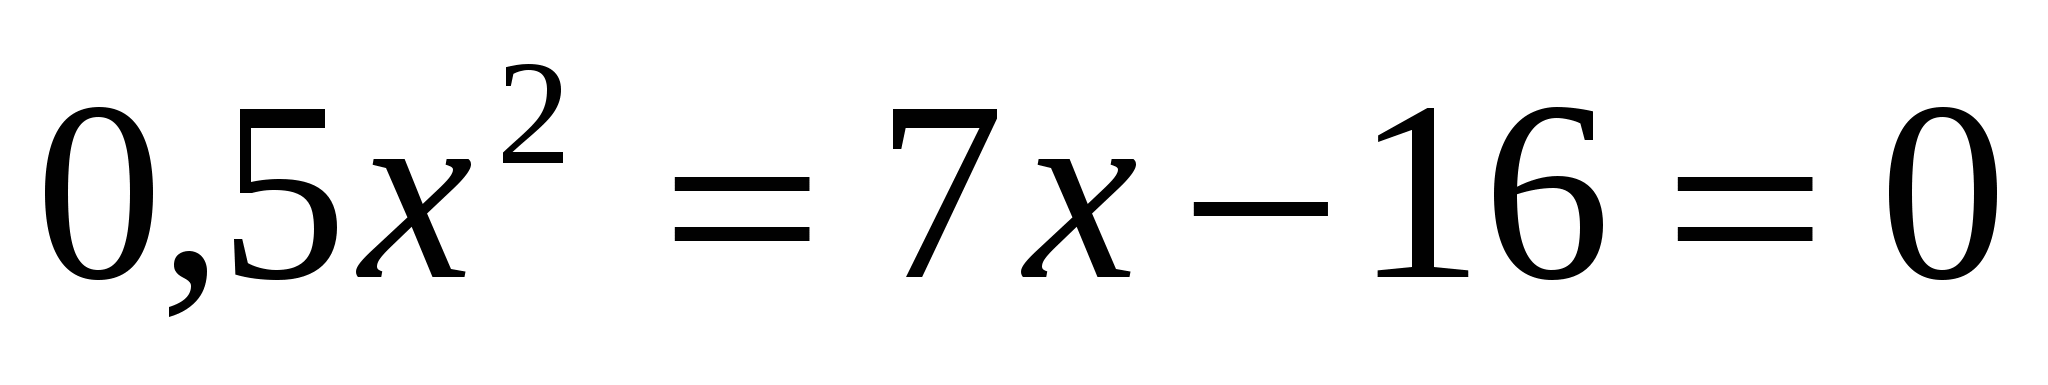 0,5x² = 7x − 16 = 0